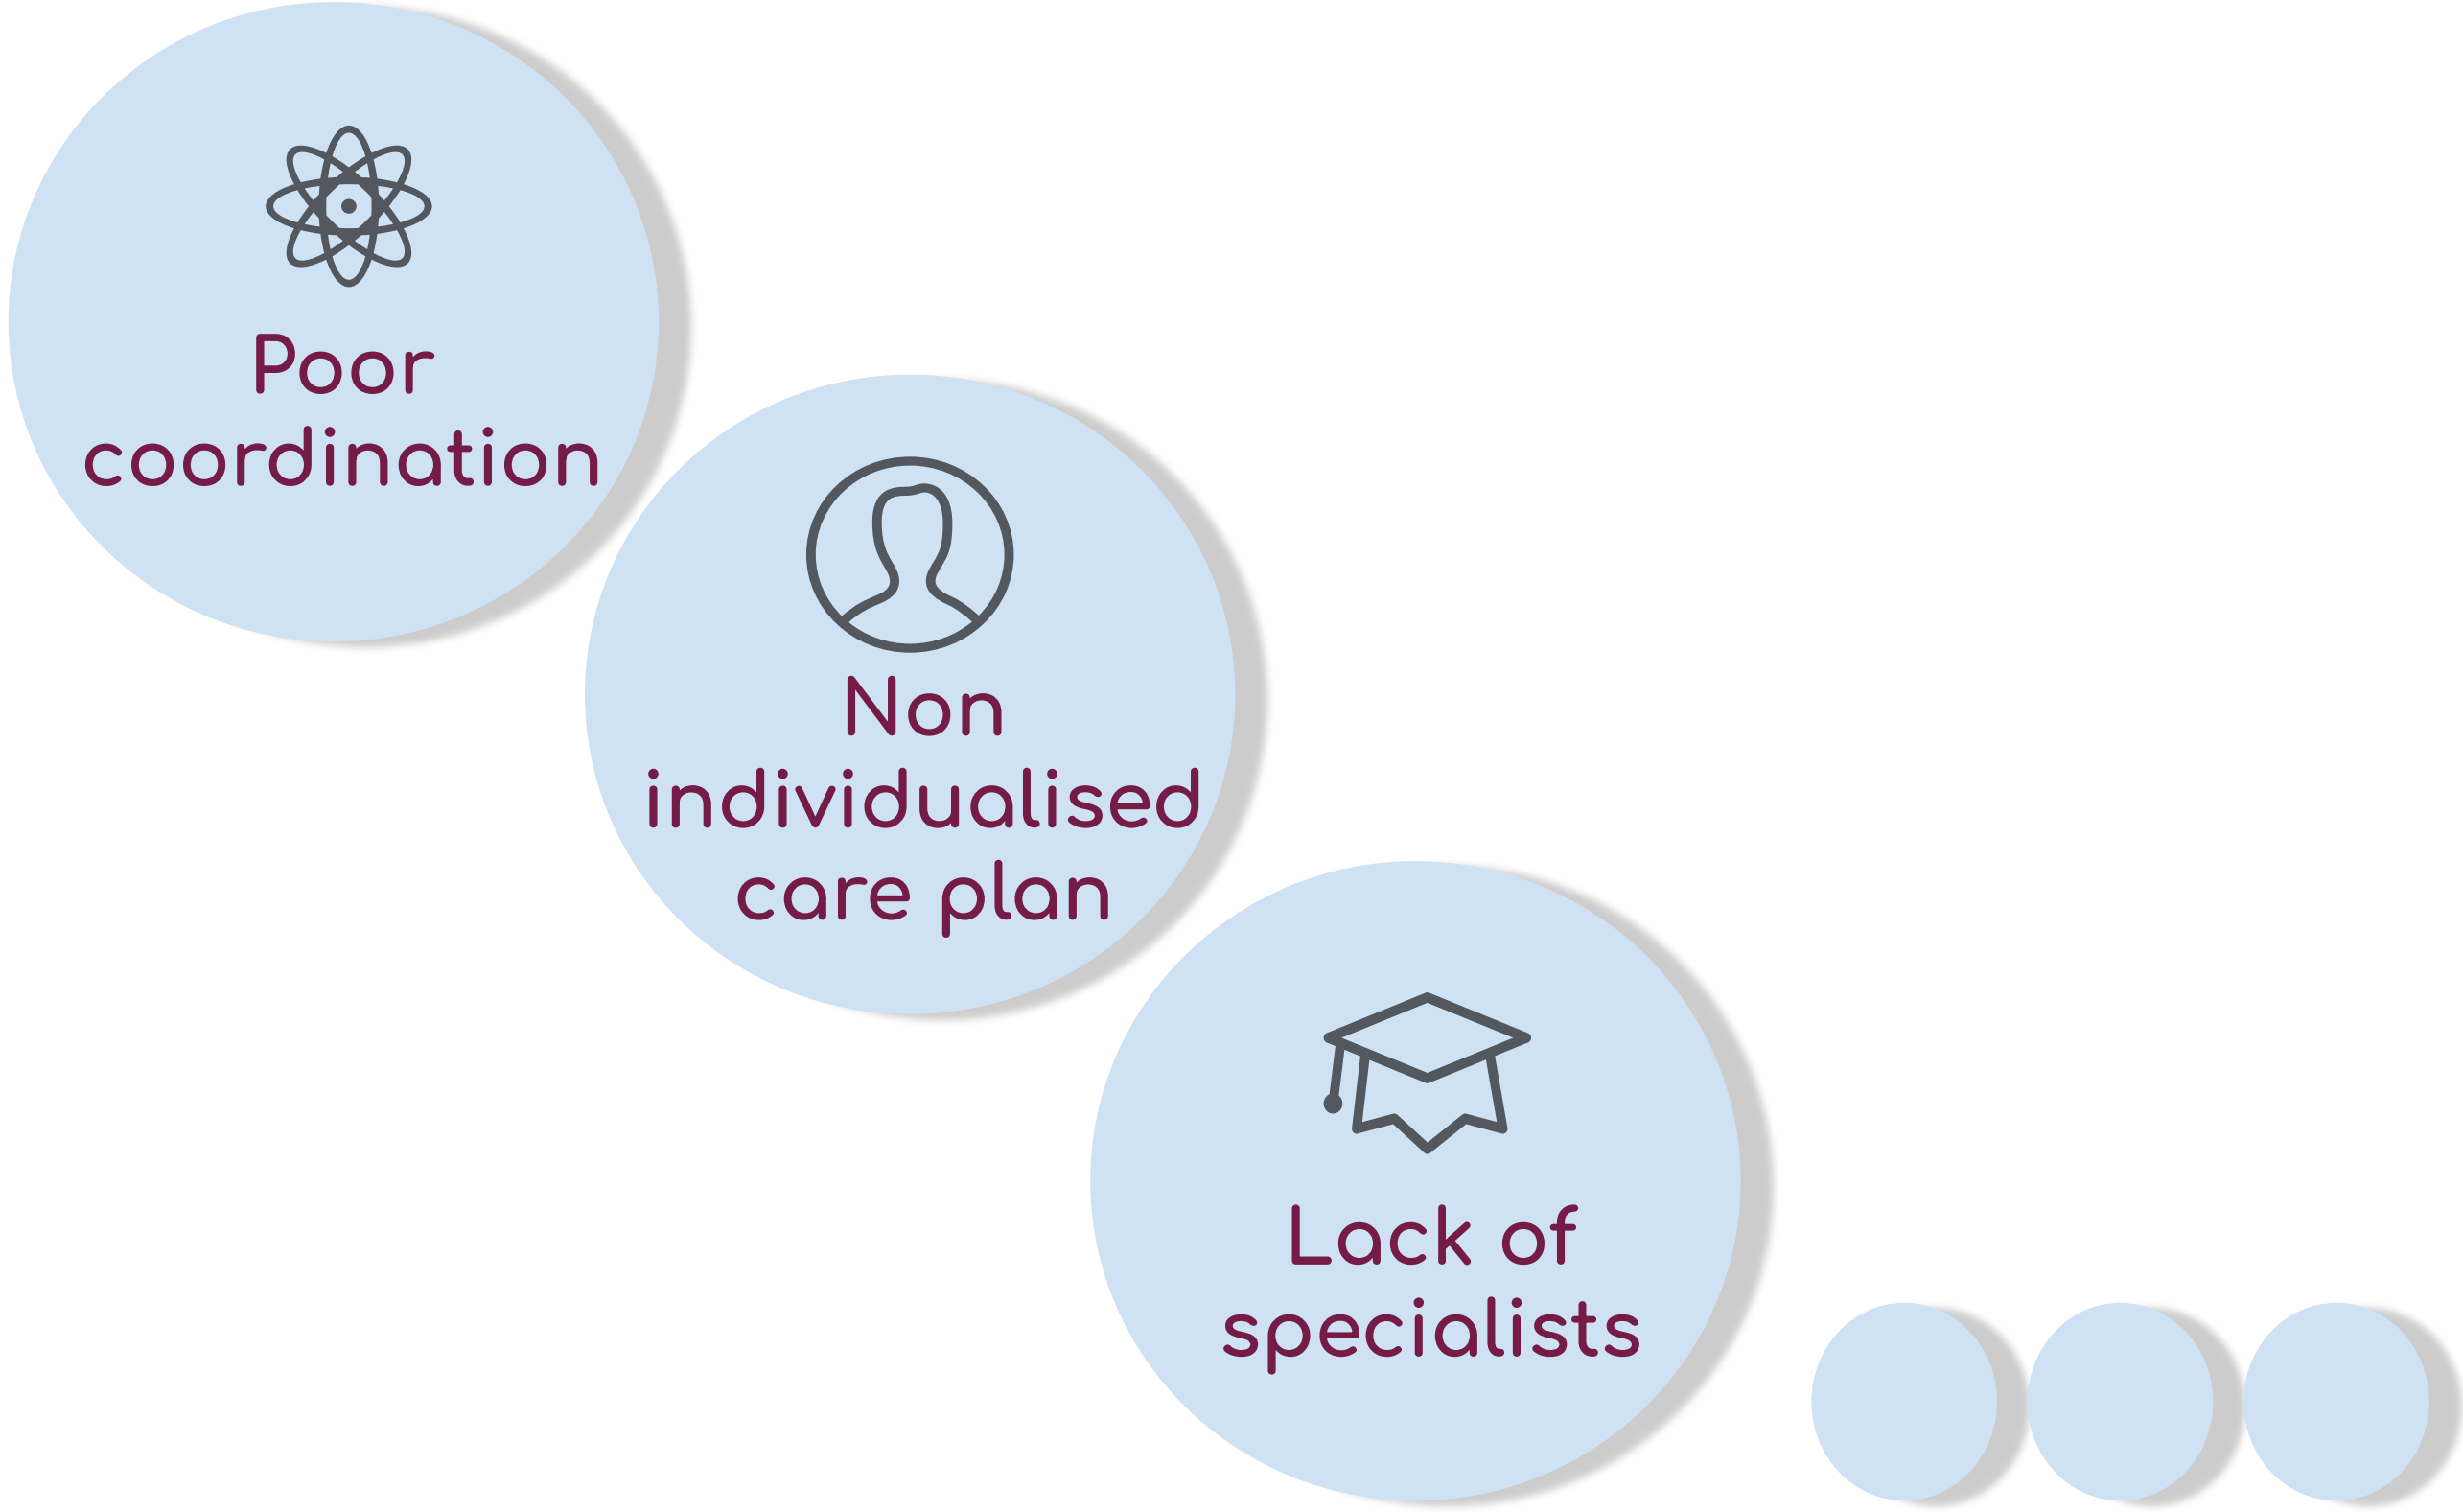 Poor
coordination
Non
individualised
care plan
Lack of
specialists